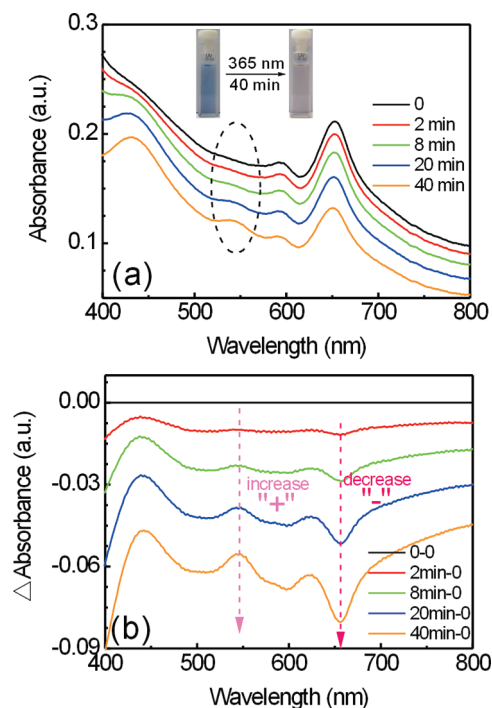 0.3
0.2
0.1
Absorbance (a.u.)
365 nm
40 min
0
2 min
8 min
20 min
40 min
(a)
400 500 600 700 800
Wavelength (nm)
0.00
-0.03
-0.06
-0.09
△Absorbance (a.u.)
increase
"+"
decrease
"-"
0-0
2min-0
8min-0
20min-0
40min-0
(b)
400 500 600 700 800
Wavelength (nm)